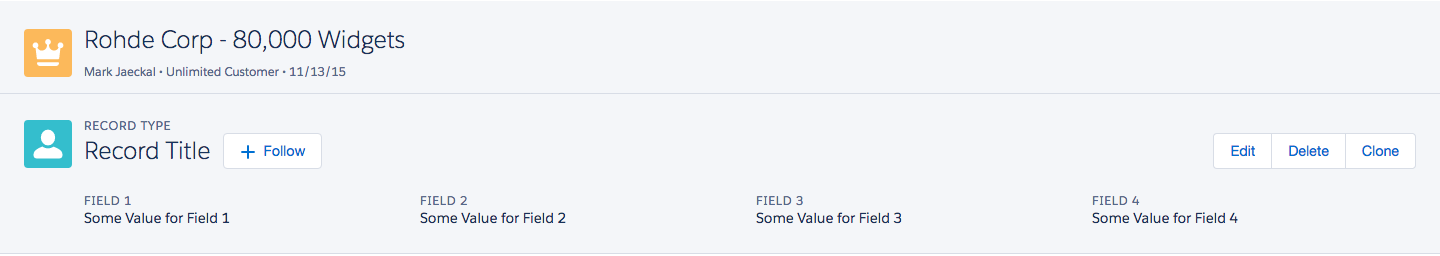 Rohde Corp - 80,000 Widgets
Mark Jaeckal • Unlimited Customer • 11/13/15
RECORD TYPE
Record Title + Follow Edit Delete Clone
FIELD 1 FIELD 2 FIELD 3 FIELD 4
Some Value for Field 1 Some Value for Field 2 Some Value for Field 3 Some Value for Field 4